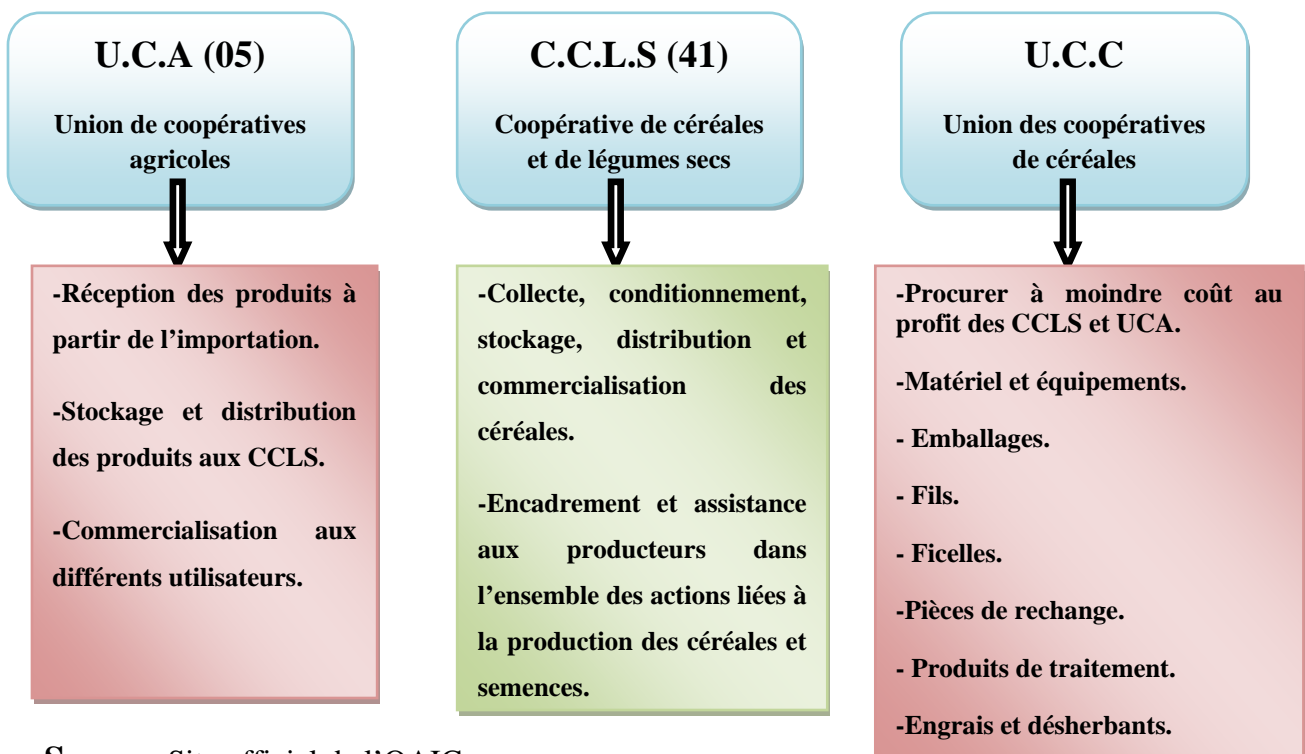 U.C.A (05)
Union de coopératives
agricoles
-Réception des produits à
partir de l’importation.
-Stockage et distribution
des produits aux CCLS.
-Commercialisation aux
différents utilisateurs.
C.C.L.S (41)
Coopérative de céréales
et de légumes secs
-Collecte, conditionnement,
stockage, distribution et
commercialisation des
céréales.
-Encadrement et assistance
aux producteurs dans
l’ensemble des actions liées à
la production des céréales et
semences.
U.C.C
Union des coopératives
de céréales
-Procurer à moindre coût au
profit des CCLS et UCA.
-Matériel et équipements.
- Emballages.
- Fils.
- Ficelles.
-Pièces de rechange.
- Produits de traitement.
-Engrais et désherbants.
Site officiel de l’OAIC